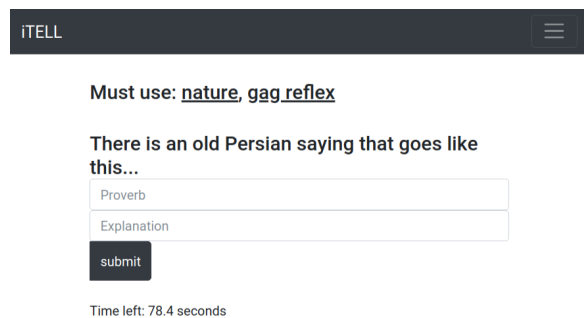 iTELL
Must use: nature, gag reflex
There is an old Persian saying that goes like
this...
Proverb
Explanation
submit
Time left: 78.4 seconds